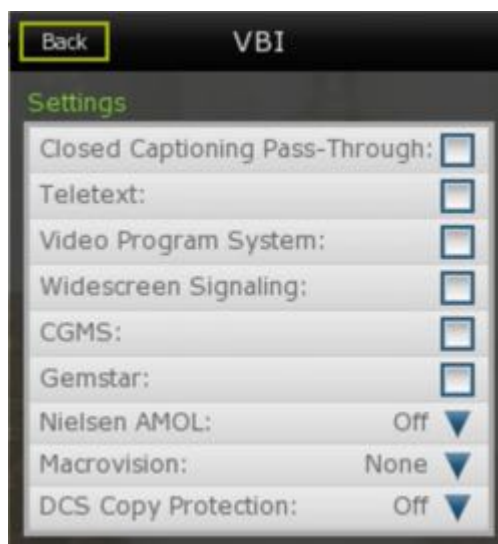 Back VBI
Settings
Closed Captioning Pass-Through:
Teletext:
Video Program System:
Widescreen Signaling:
CGMS:
Gemstar:
Nielsen AMOL: Off
Macrovision: None
DCS Copy Protection: Off